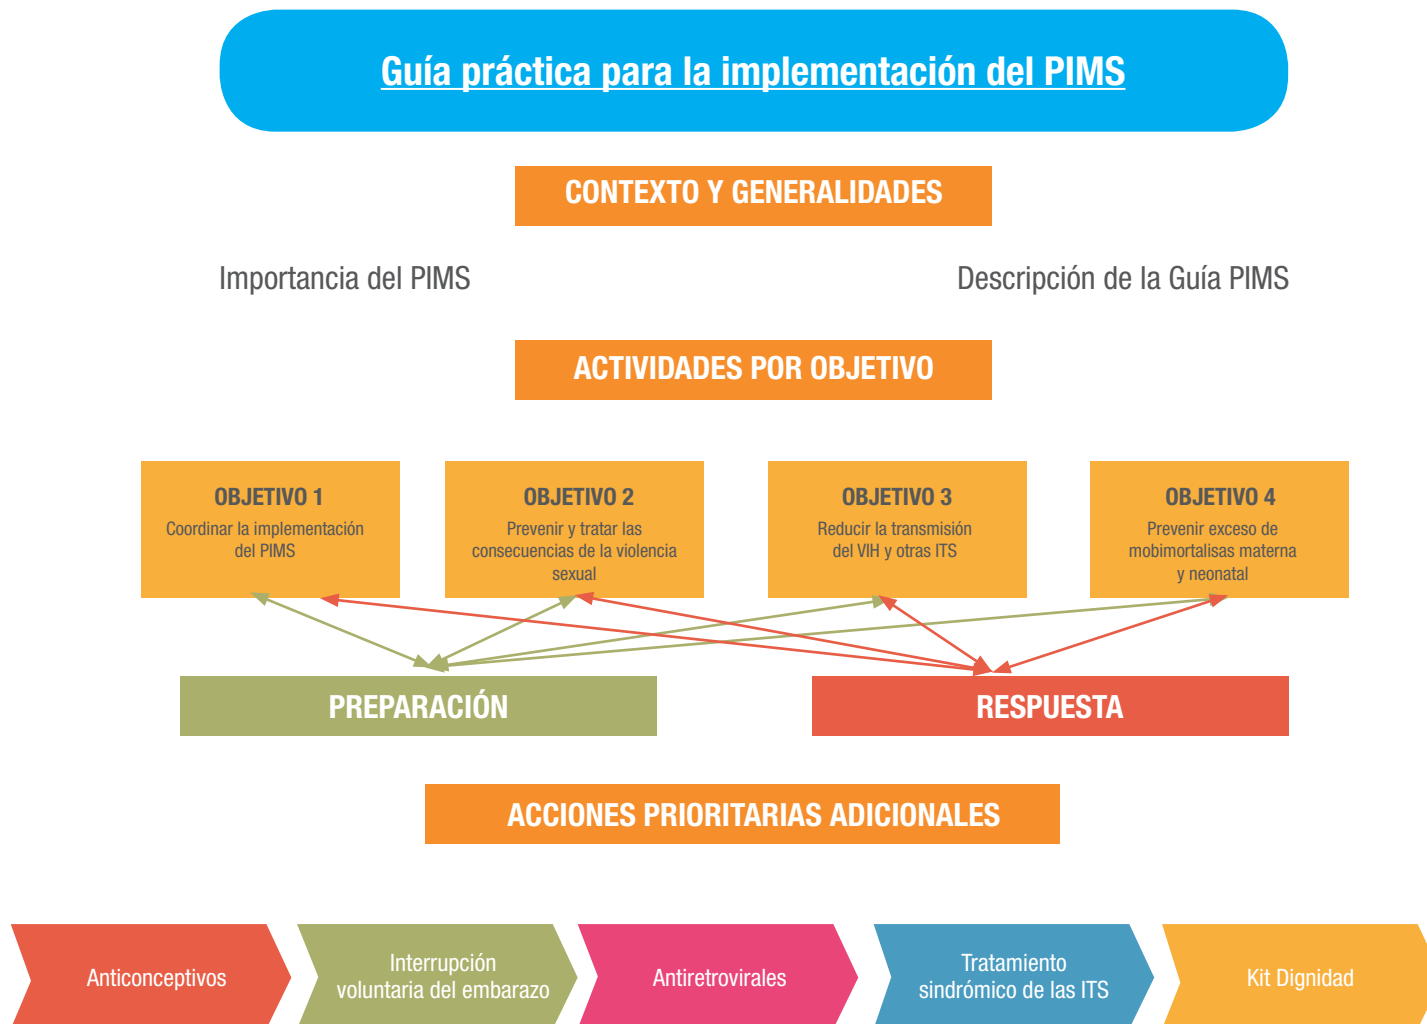 Guía práctica para la implementación del PIMS
CONTEXTO Y GENERALIDADES
Importancia del PIMS
Descripción de la Guía PIMS
ACTIVIDADES POR OBJETIVO
OBJETIVO 1
Coordinar la implementación
del PIMS
OBJETIVO 2
Prevenir y tratar las
consecuencias de la violencia
sexual
OBJETIVO 3
Reducir la transmisión
del VIH y otras ITS
OBJETIVO 4
Prevenir exceso de
mobimortalisas materna
y neonatal
PREPARACIÓN
RESPUESTA
ACCIONES PRIORITARIAS ADICIONALES
Anticonceptivos
Interrupción
voluntaria del embarazo
Antiretrovirales
Tratamiento
sindrómico de las ITS
Kit Dignidad